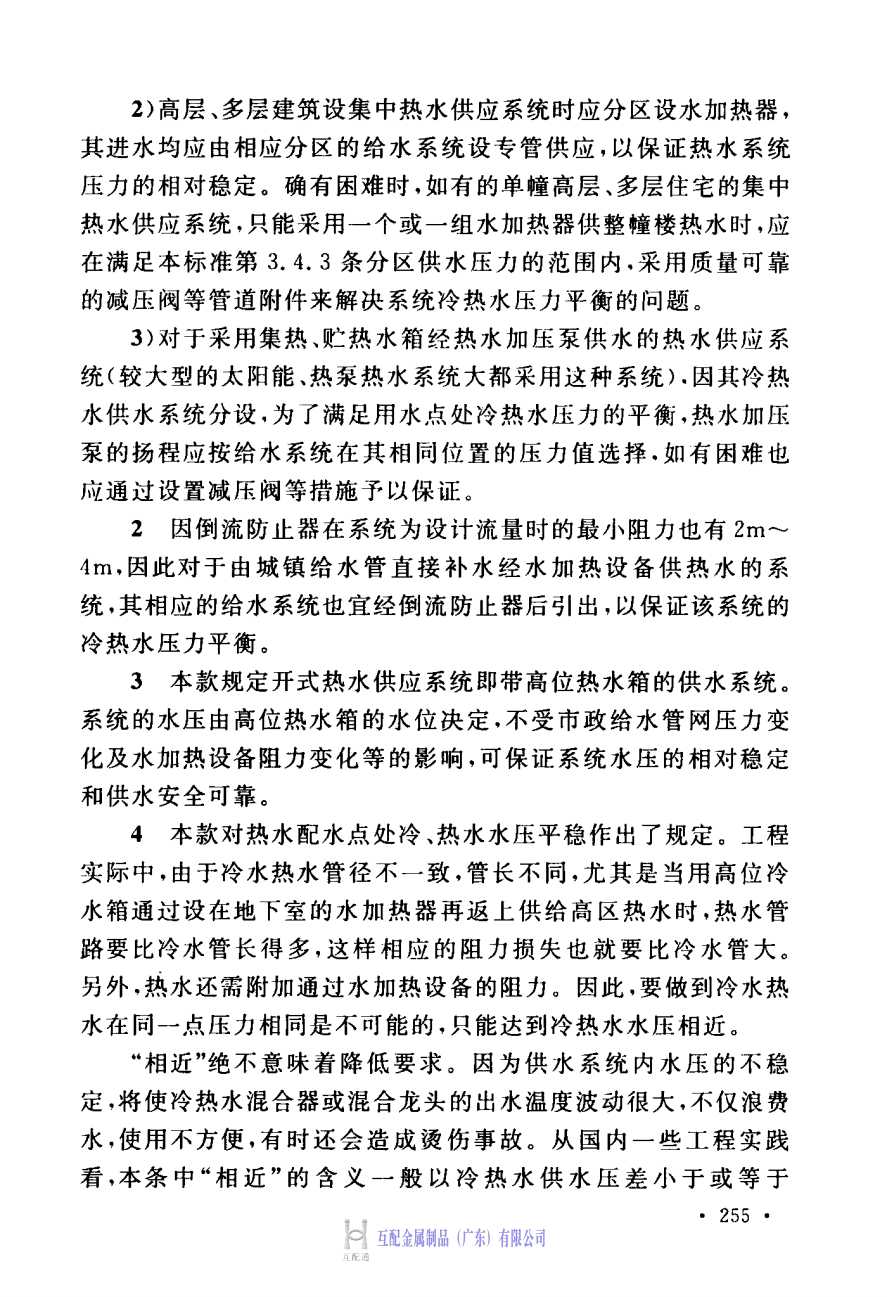 2)高层、多层建筑设集中热水供应系统时应分区设水加热器，
其进水均应由相应分区的给水系统设专管供应，以保证热水系统
压力的相对稳定。确有困难时，如有的单幢高层、多层住宅的集中
热水供应系统，只能采用一个或一组水加热器供整幢楼热水时，应
在满足本标准第 3.4.3 条分区供水压力的范围内，采用质量可靠
的减压阀等管道附件来解决系统冷热水压力平衡的问题。
3)对于采用集热、贮热水箱经热水加压泵供水的热水供应系
统(较大型的太阳能、热泵热水系统大都采用这种系统)，因其冷热
水供水系统分设，为了满足用水点处冷热水压力的平衡，热水加压
泵的扬程应按给水系统在其相同位置的压力值选择，如有困难也
应通过设置减压阀等措施予以保证。
2 因倒流防止器在系统为设计流量时的最小阻力也有 2m～
4m，因此对于由城镇给水管直接补水经水加热设备供热水的系
统，其相应的给水系统也宜经倒流防止器后引出，以保证该系统的
冷热水压力平衡。
3 本款规定开式热水供应系统即带高位热水箱的供水系统。
系统的水压由高位热水箱的水位决定，不受市政给水管网压力变
化及水加热设备阻力变化等的影响，可保证系统水压的相对稳定
和供水安全可靠。
4 本款对热水配水点处冷、热水水压平稳作出了规定。工程
实际中，由于冷水热水管径不一致，管长不同，尤其是当用高位冷
水箱通过设在地下室的水加热器再返上供给高区热水时，热水管
路要比冷水管长得多，这样相应的阻力损失也就要比冷水管大。
另外，热水还需附加通过水加热设备的阻力。因此，要做到冷水热
水在同一点压力相同是不可能的，只能达到冷热水水压相近。
“相近”绝不意味着降低要求。因为供水系统内水压的不稳
定，将使冷热水混合器或混合龙头的出水温度波动很大，不仅浪费
水，使用不方便，有时还会造成烫伤事故。从国内一些工程实践
看，本条中“相近”的含义一般以冷热水供水压差小于或等于
• 255 •
互配金属制品（广东）有限公司
互配通